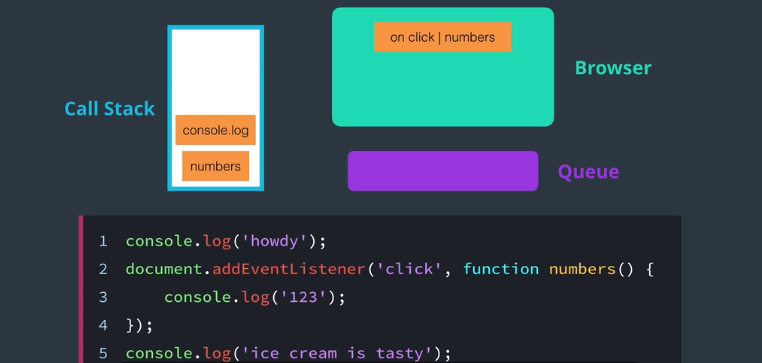 on click | numbers
Browser
Call Stack
console.log
numbers
Queue
1 console.log('howdy');
2 document.addEventListener('click', function numbers() {
3     console.log('123');
4 });
5 console.log('ice cream is tasty');